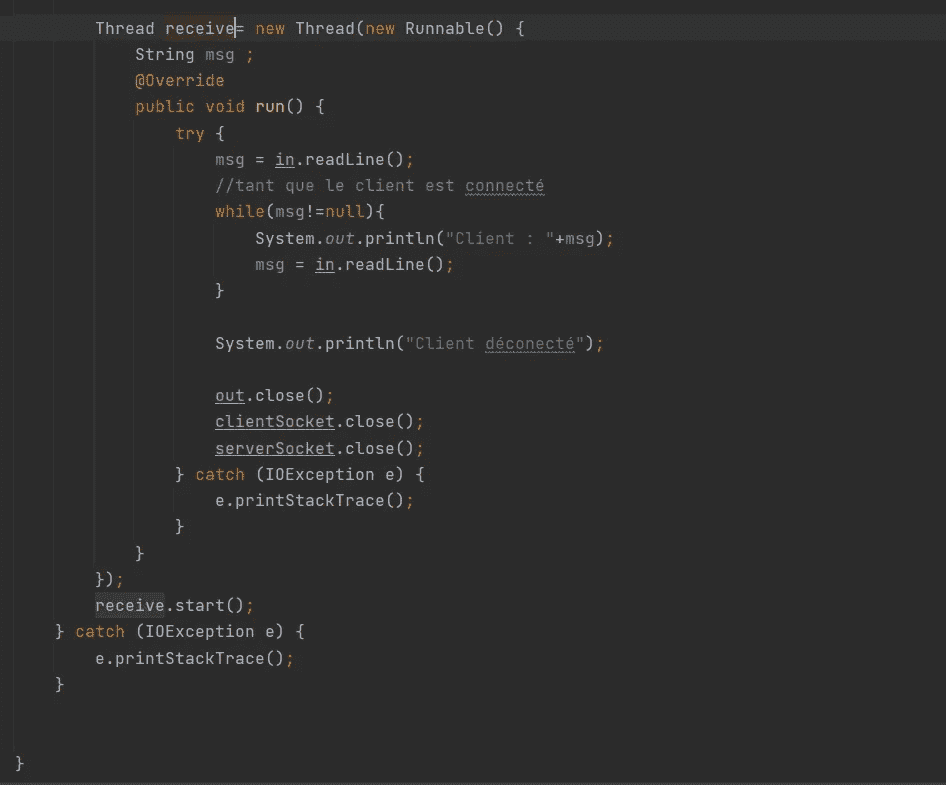 Thread receive= new Thread(new Runnable() {
String msg ;
@Override
public void run() {
try {
msg = in.readLine();
//tant que le client est connecté
while(msg!=null){
System.out.println("Client : "+msg);
msg = in.readLine();
}
System.out.println("Client déconecté");
out.close();
clientSocket.close();
serverSocket.close();
} catch (IOException e) {
e.printStackTrace();
}
}
});
receive.start();
} catch (IOException e) {
e.printStackTrace();
}
}